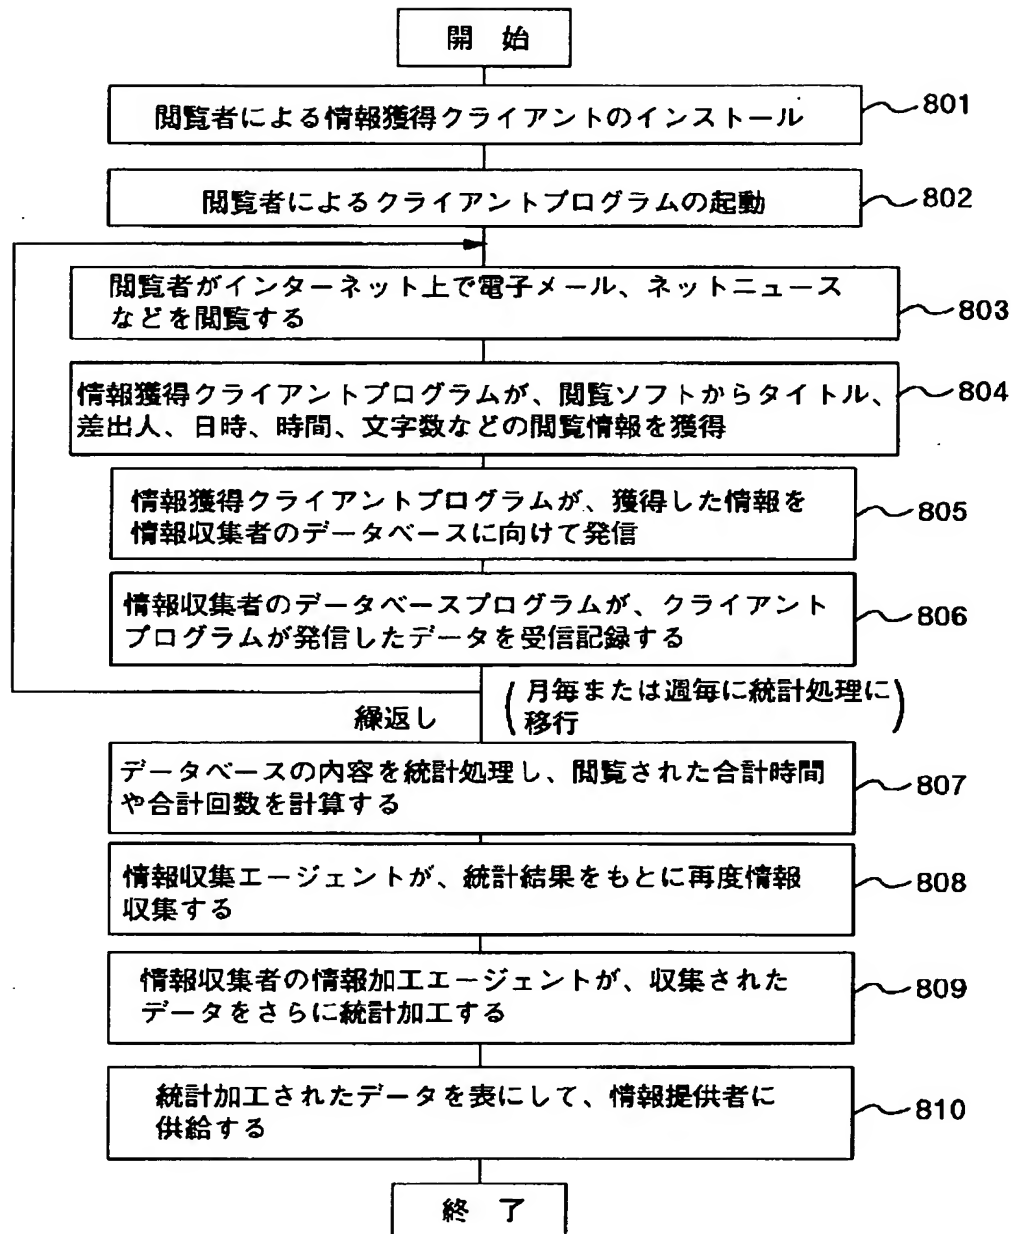 開 始
閲覧者による情報獲得クライアントのインストール
801
閲覧者によるクライアントプログラムの起動
802
閲覧者がインターネット上で電子メール、ネットニュース
などを閲覧する
803
情報獲得クライアントプログラムが、閲覧ソフトからタイトル、
差出人、日時、時間、文字数などの閲覧情報を獲得
804
情報獲得クライアントプログラムが、獲得した情報を
情報収集者のデータベースに向けて発信
805
情報収集者のデータベースプログラムが、クライアント
プログラムが発信したデータを受信記録する
806
繰返し
(月毎または週毎に統計処理に
移行)
データベースの内容を統計処理し、閲覧された合計時間
や合計回数を計算する
807
情報収集エージェントが、統計結果をもとに再度情報
収集する
808
情報収集者の情報加工エージェントが、収集された
データをさらに統計加工する
809
統計加工されたデータを表にして、情報提供者に
供給する
810
終 了